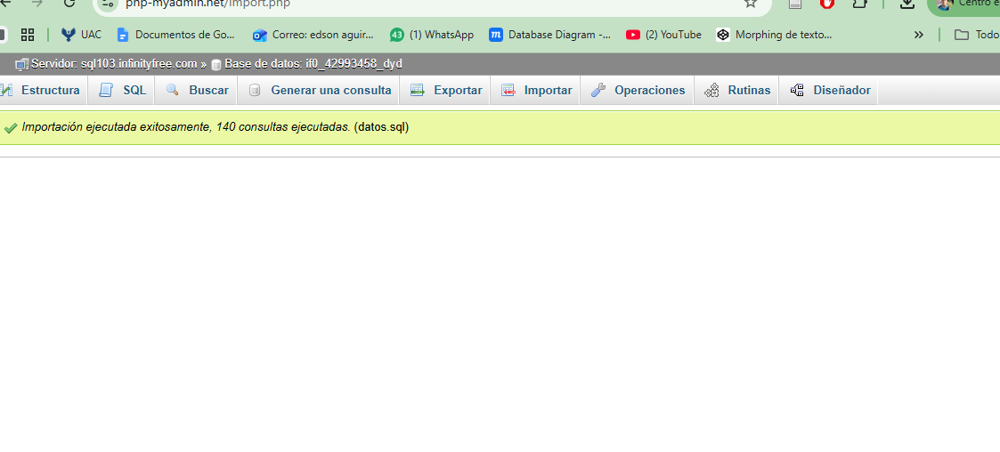 php-myadmin.net/import.php
Centro e
UAC Documentos de Go... Correo: edson aguir... 43 (1) WhatsApp m Database Diagram -... (2) YouTube Morphing de texto... » Todo
Servidor: sql103.infinityfree.com » Base de datos: if0_42993458_dyd
Estructura SQL Buscar Generar una consulta Exportar Importar Operaciones Rutinas Diseñador
Importación ejecutada exitosamente, 140 consultas ejecutadas. (datos.sql)